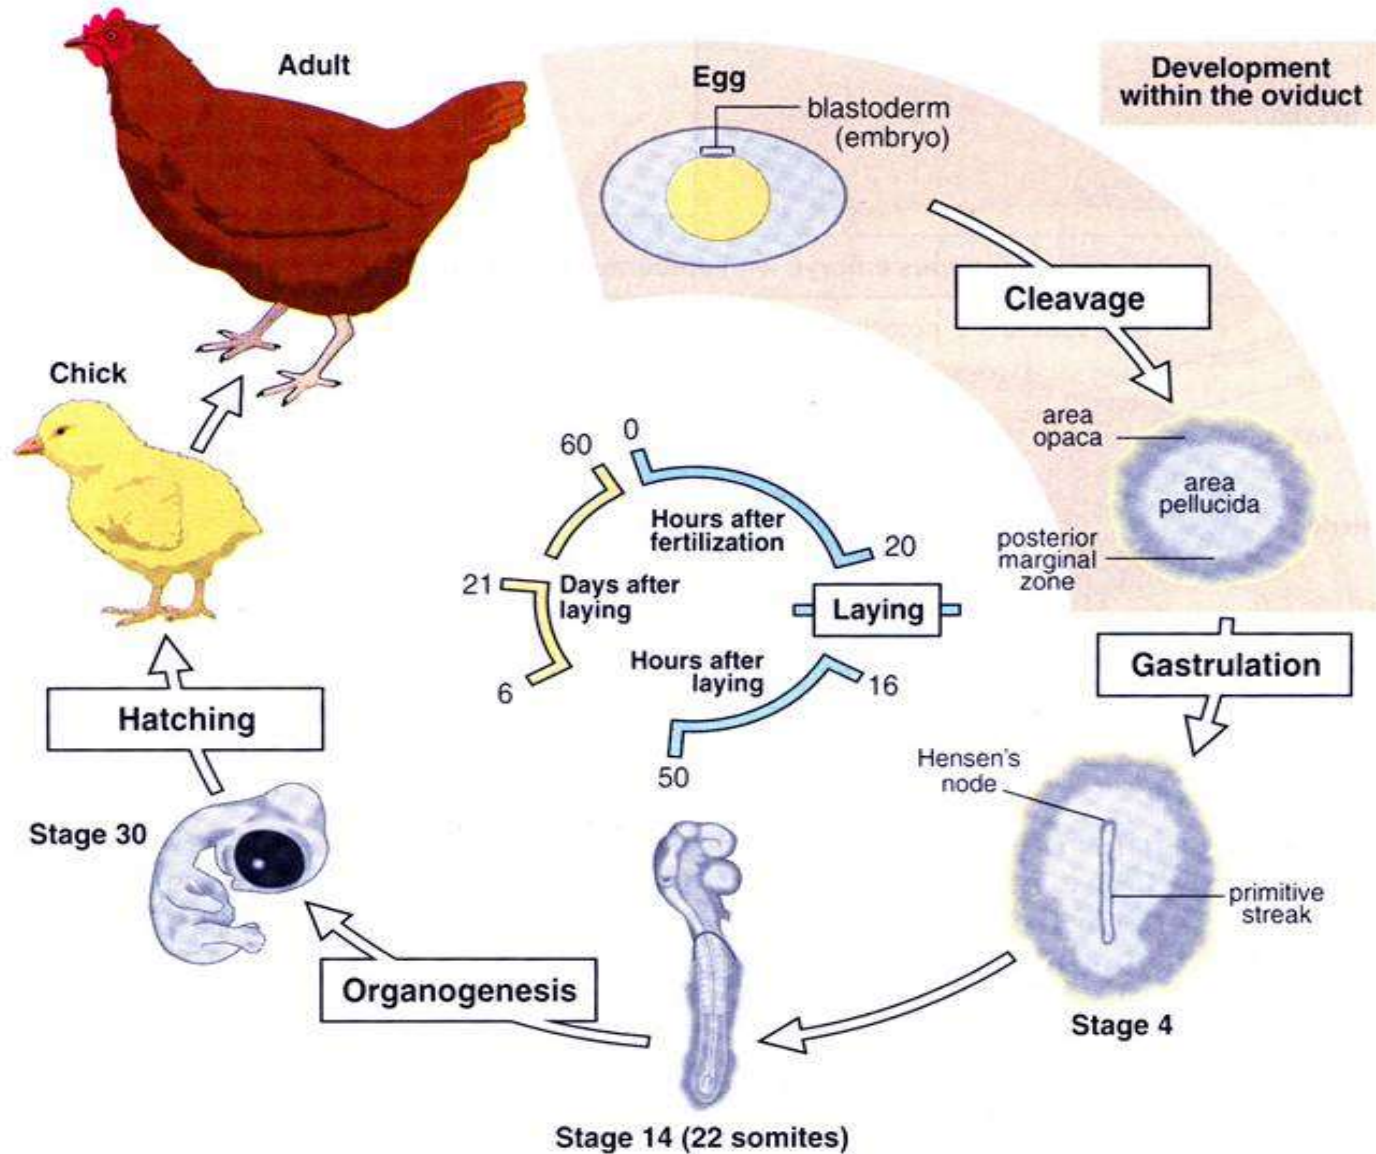 Adult
Egg
blastoderm
(embryo)
Development
within the oviduct
Cleavage
Chick
area
opaca
area
pellucida
posterior
marginal
zone
60
0
Hours after
fertilization
20
21
Days after
laying
Laying
Hours after
laying
6
16
50
Gastrulation
Hatching
Hensen's
node
Stage 30
primitive
streak
Organogenesis
Stage 4
Stage 14 (22 somites)